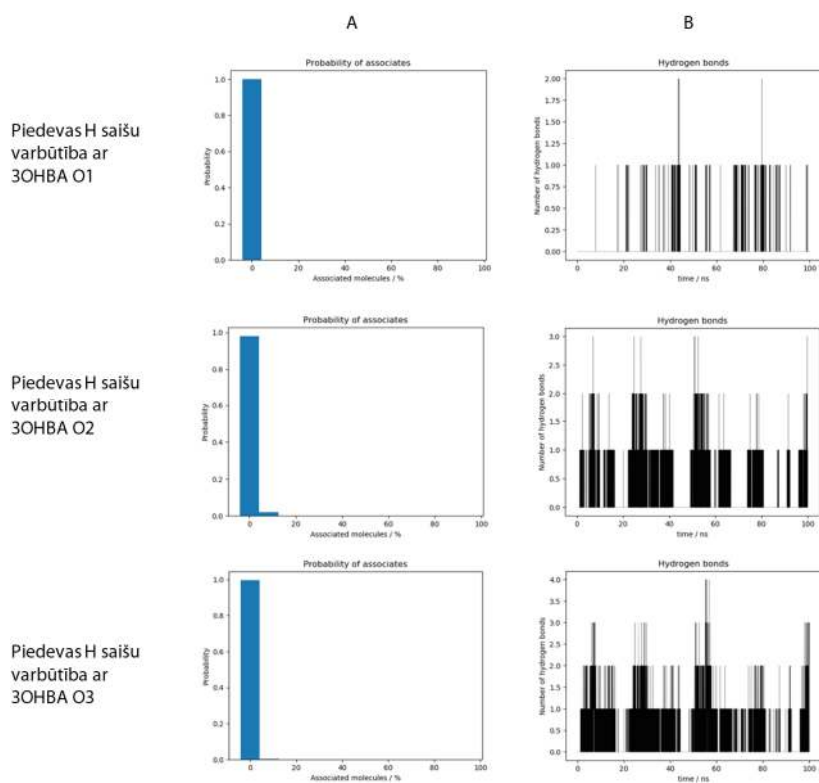 A
B
Piedevas H saišu
varbūtība ar
3OHBA O1
Probability of associates
Probability
1.0
0.8
0.6
0.4
0.2
0.0
0 20 40 60 80 100
Associated molecules / %
Hydrogen bonds
Number of hydrogen bonds
2.00
1.75
1.50
1.25
1.00
0.75
0.50
0.25
0.00
0 20 40 60 80 100
time / ns
Piedevas H saišu
varbūtība ar
3OHBA O2
Probability of associates
Probability
1.0
0.8
0.6
0.4
0.2
0.0
0 20 40 60 80 100
Associated molecules / %
Hydrogen bonds
Number of hydrogen bonds
3.0
2.5
2.0
1.5
1.0
0.5
0.0
0 20 40 60 80 100
time / ns
Piedevas H saišu
varbūtība ar
3OHBA O3
Probability of associates
Probability
1.0
0.8
0.6
0.4
0.2
0.0
0 20 40 60 80 100
Associated molecules / %
Hydrogen bonds
Number of hydrogen bonds
4.0
3.5
3.0
2.5
2.0
1.5
1.0
0.5
0.0
0 20 40 60 80 100
time / ns